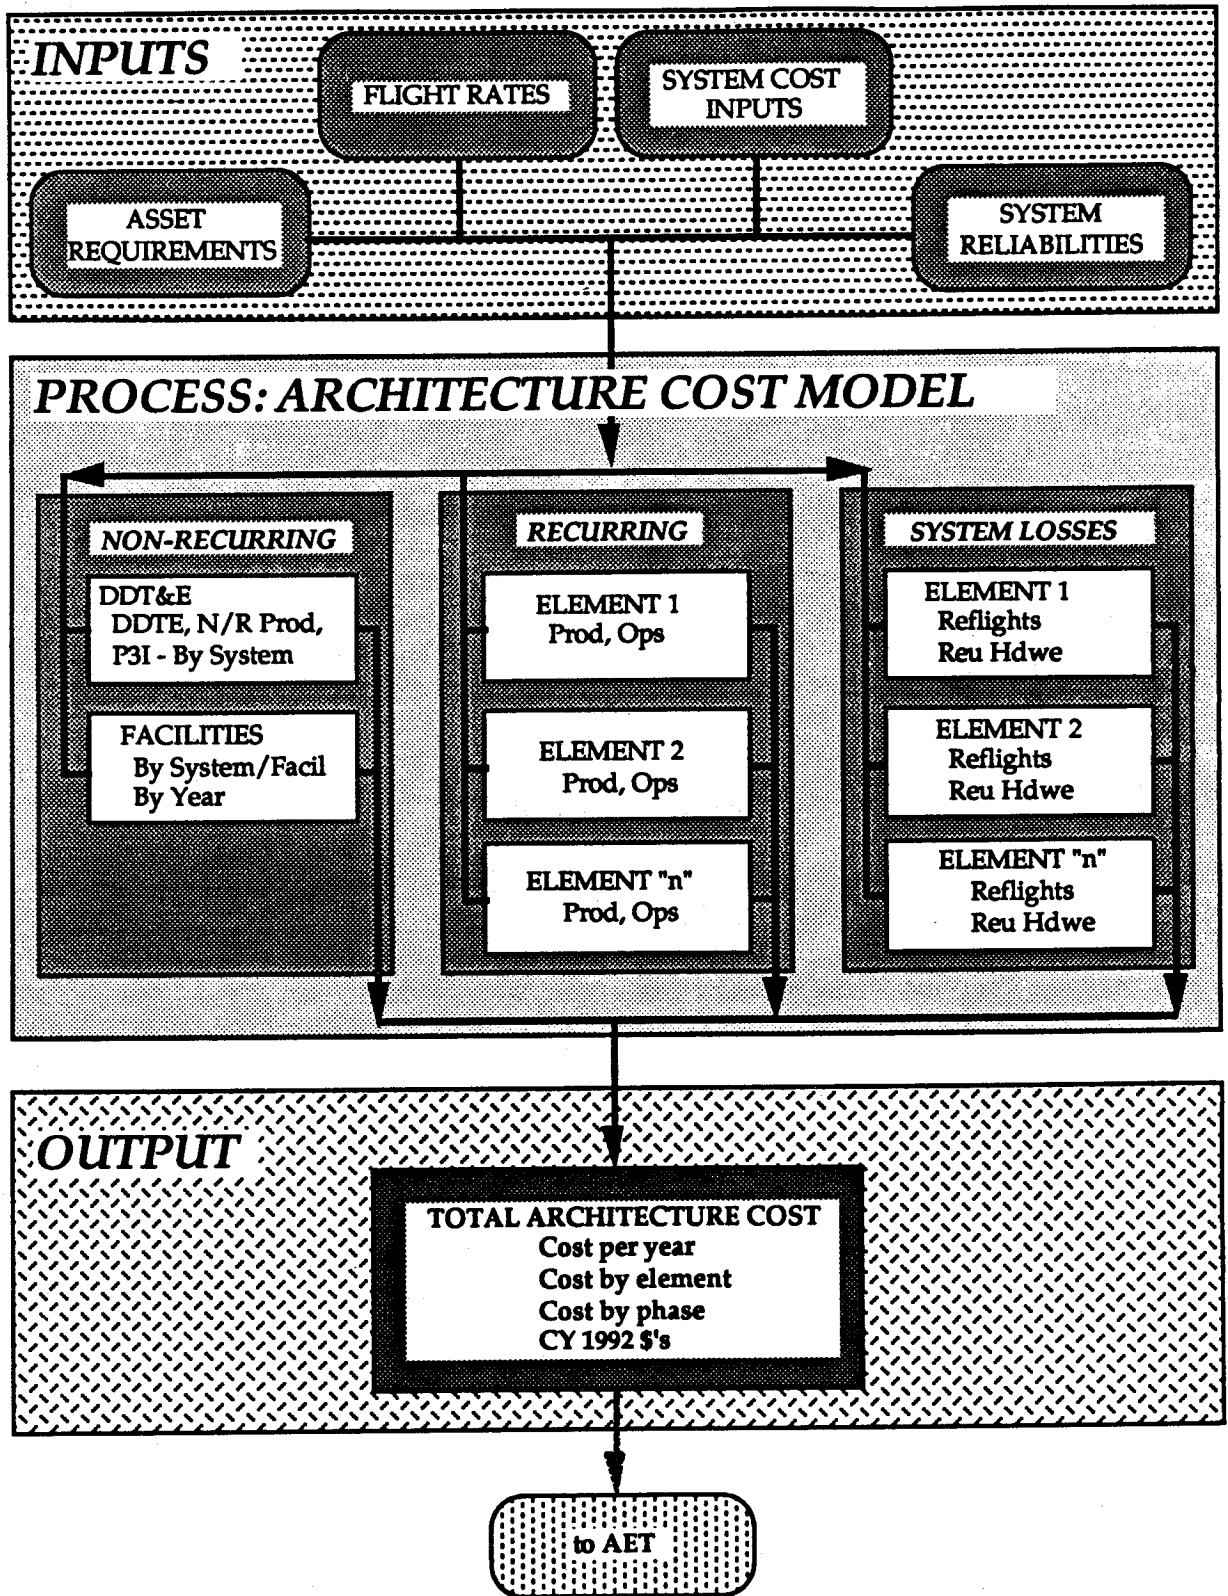 INPUTS
FLIGHT RATES
SYSTEM COST
INPUTS
ASSET
REQUIREMENTS
SYSTEM
RELIABILITIES
PROCESS: ARCHITECTURE COST MODEL
NON-RECURRING
DDT&E
DDTE, N/R Prod,
P3I - By System
FACILITIES
By System/Facil
By Year
RECURRING
ELEMENT 1
Prod, Ops
ELEMENT 2
Prod, Ops
ELEMENT "n"
Prod, Ops
SYSTEM LOSSES
ELEMENT 1
Reflights
Reu Hdwe
ELEMENT 2
Reflights
Reu Hdwe
ELEMENT "n"
Reflights
Reu Hdwe
OUTPUT
TOTAL ARCHITECTURE COST
Cost per year
Cost by element
Cost by phase
CY 1992 $'s
to AET